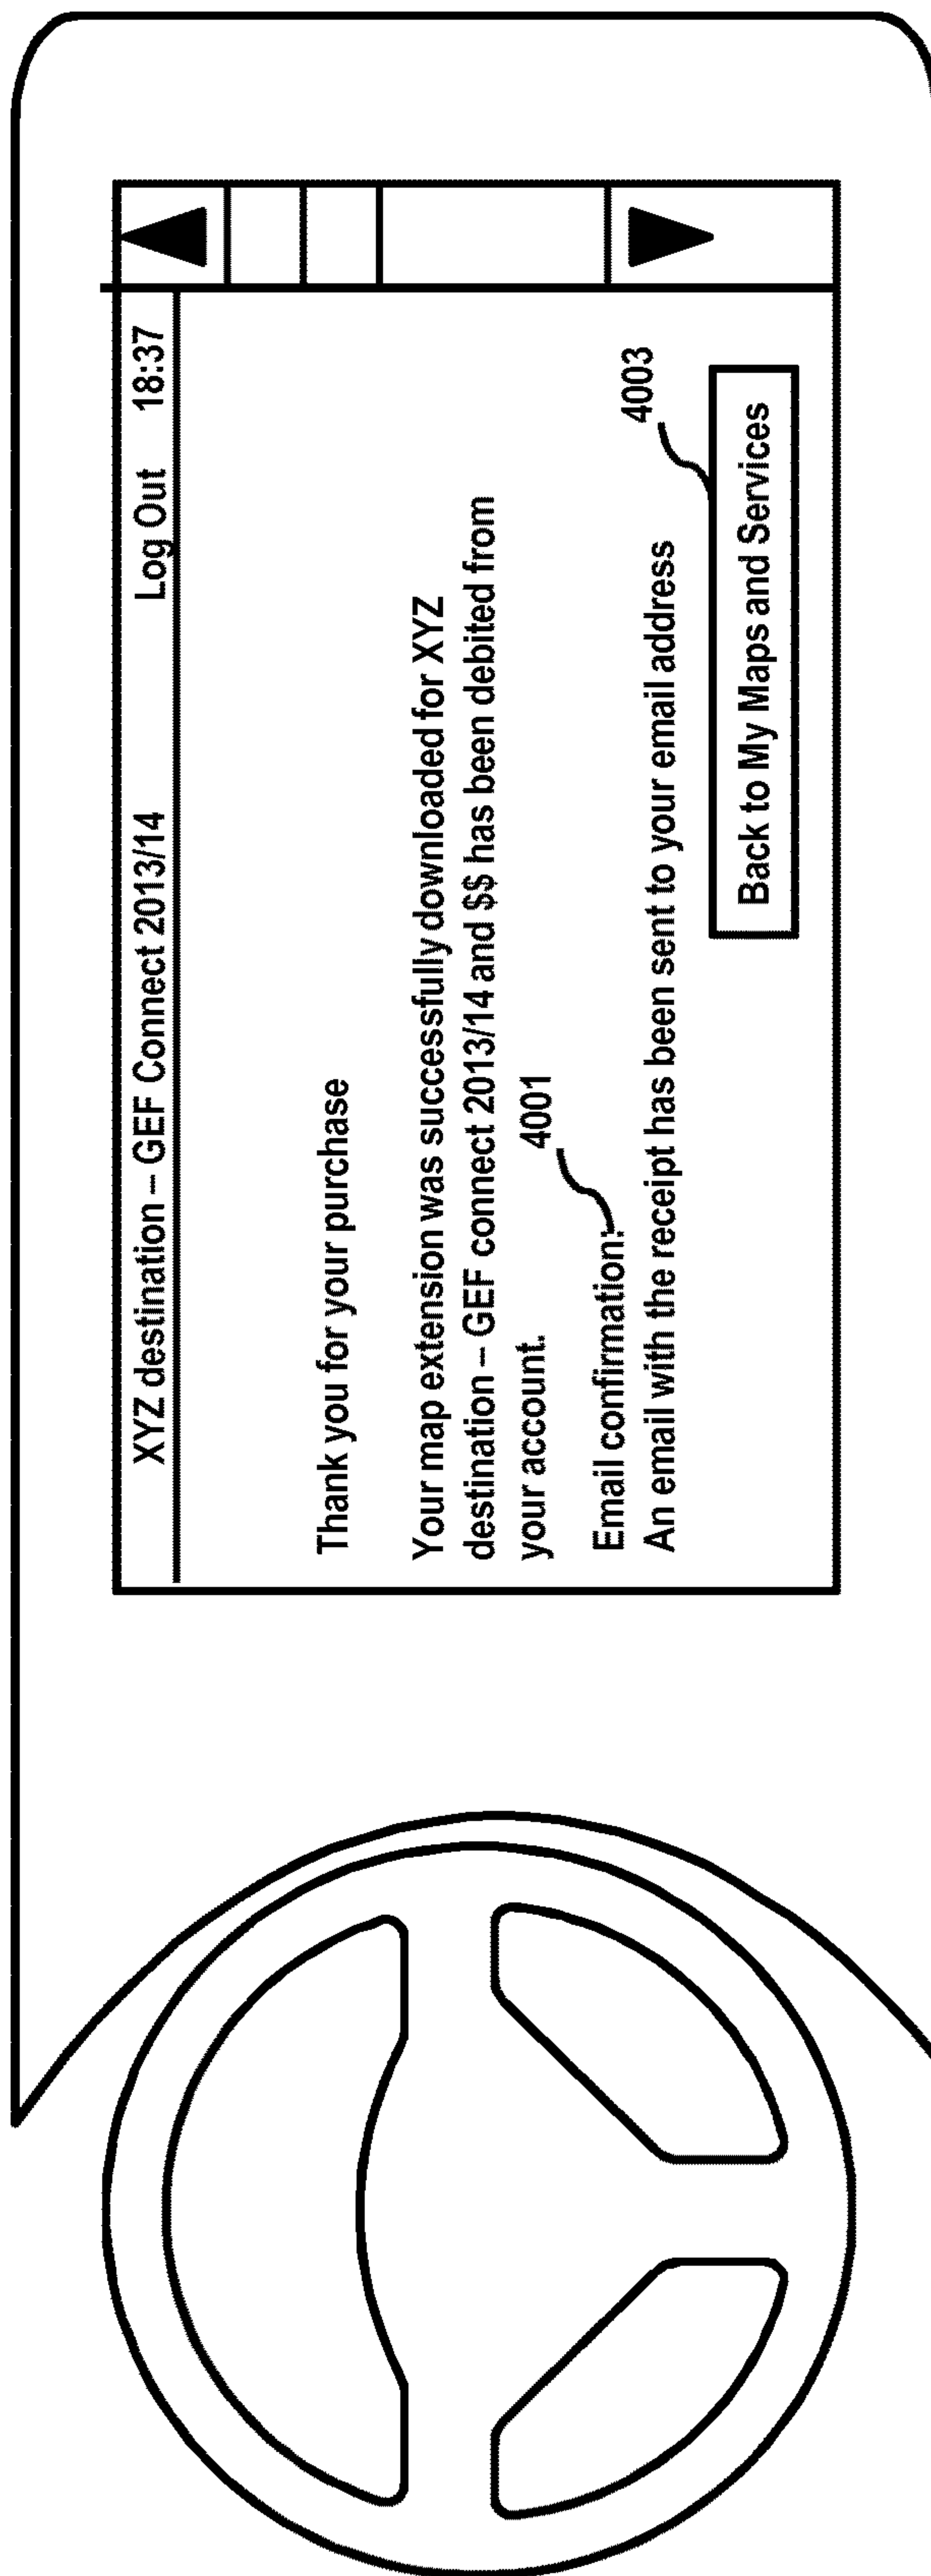 XYZ destination – GEF Connect 2013/14 Log Out 18:37
Thank you for your purchase
Your map extension was successfully downloaded for XYZ
destination – GEF connect 2013/14 and $$ has been debited from
your account.
4001
Email confirmation:
An email with the receipt has been sent to your email address
4003
Back to My Maps and Services